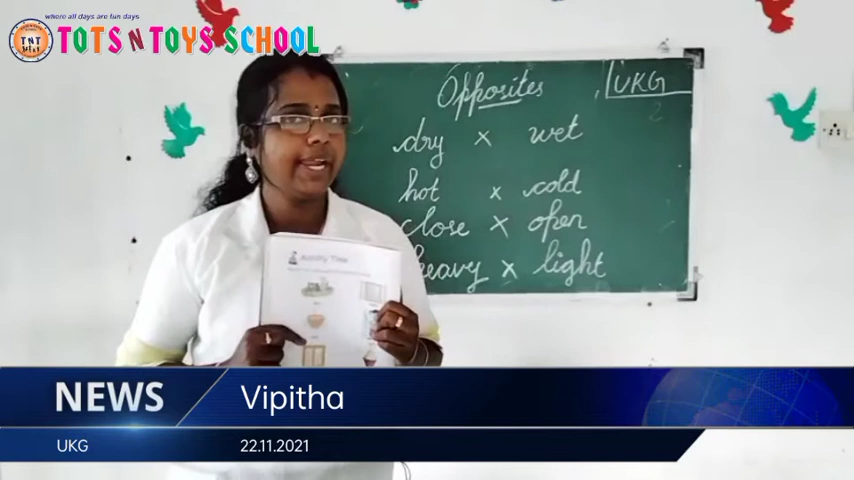 where all days are fun days
TNT
TOTS N TOYS SCHOOL
Opposites
UKG
dry × wet
hot × cold
close × open
heavy × light
Activity Time
NEWS
Vipitha
UKG
22.11.2021